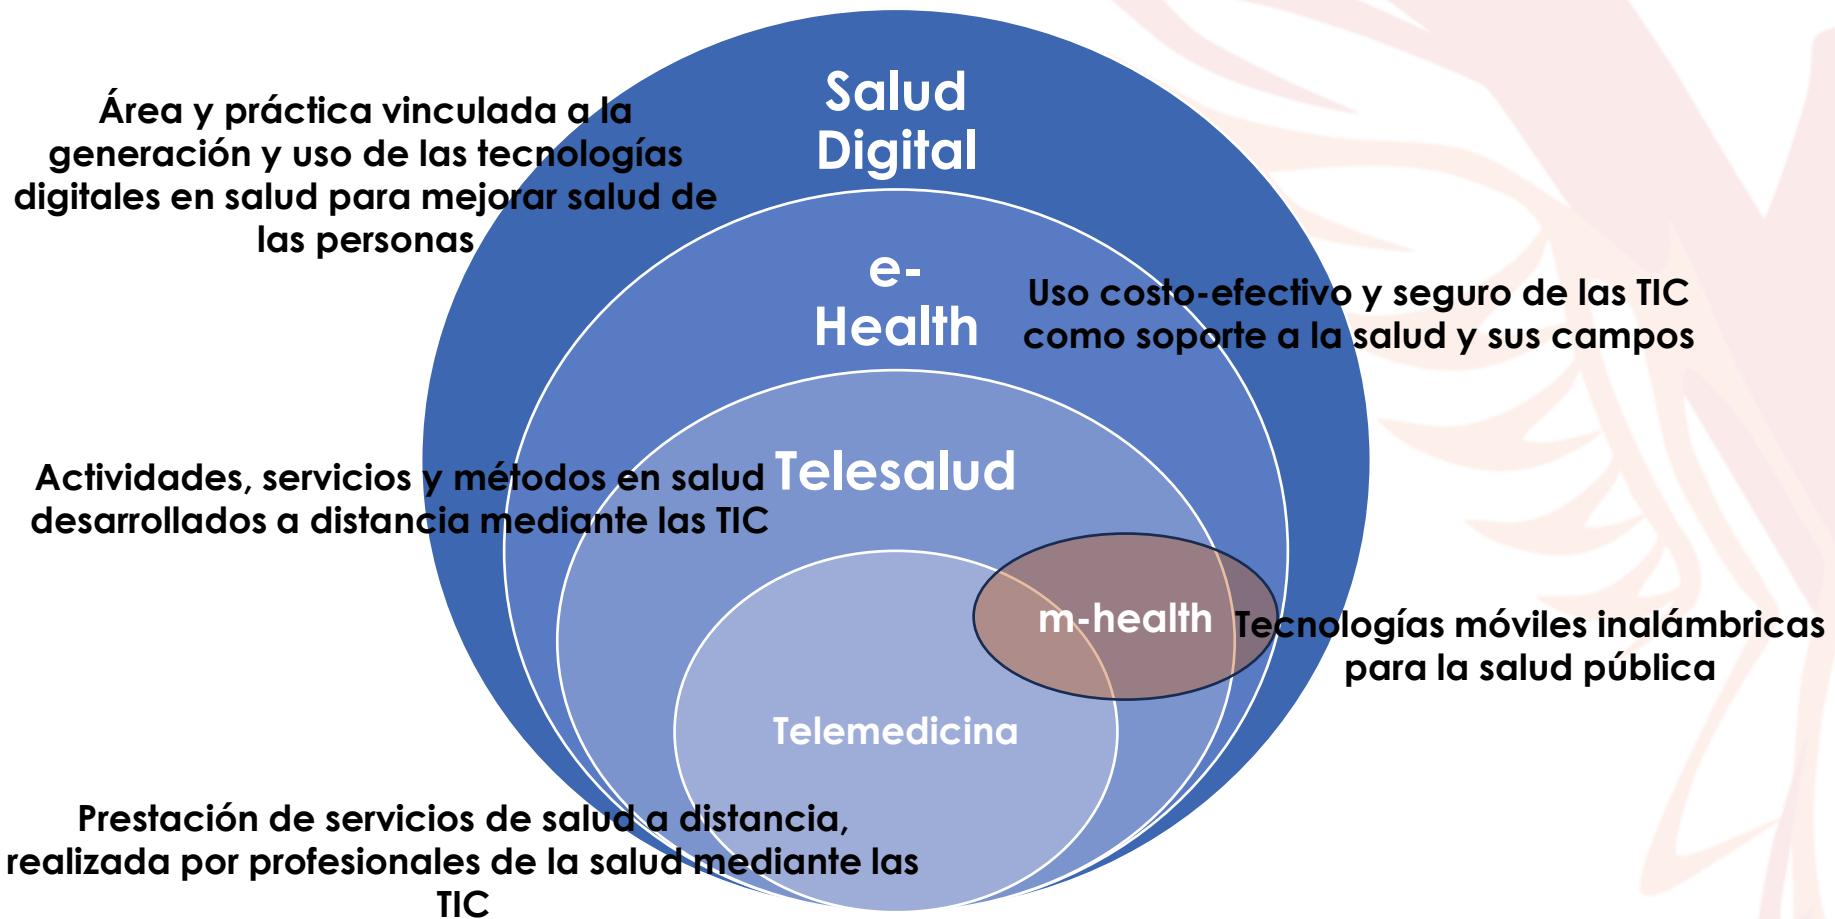 Salud
Digital
Área y práctica vinculada a la
generación y uso de las tecnologías
digitales en salud para mejorar salud de
las personas
e-
Health
Uso costo-efectivo y seguro de las TIC
como soporte a la salud y sus campos
Telesalud
Actividades, servicios y métodos en salud
desarrollados a distancia mediante las TIC
m-health
Tecnologías móviles inalámbricas
para la salud pública
Telemedicina
Prestación de servicios de salud a distancia,
realizada por profesionales de la salud mediante las
TIC